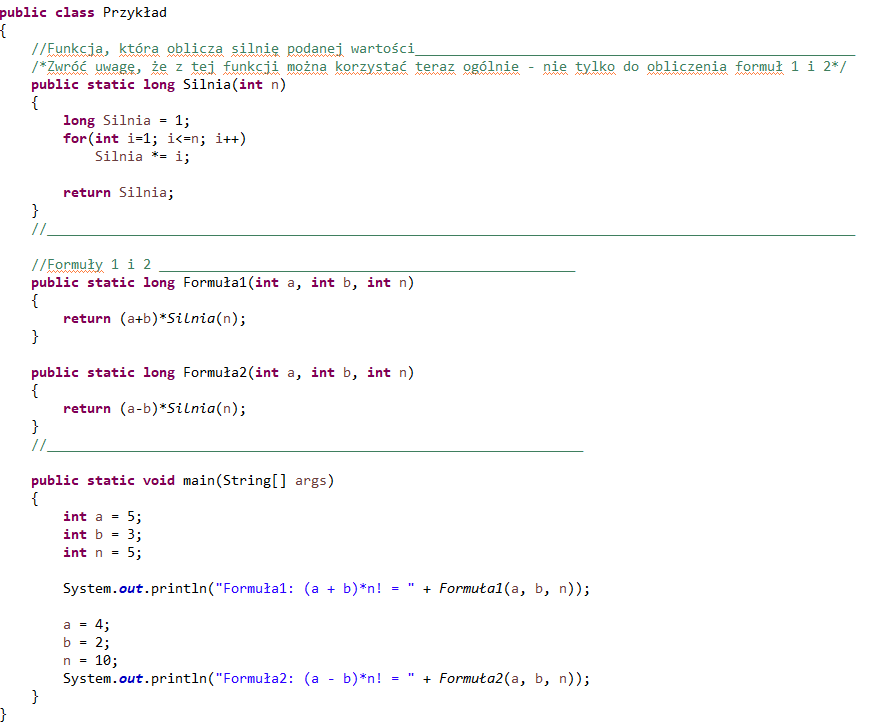 public class Przykład
{
//Funkcja, która oblicza silnię podanej wartości_______________________________________________________
/*Zwróć uwagę, że z tej funkcji można korzystać teraz ogólnie - nie tylko do obliczenia formuł 1 i 2*/
public static long Silnia(int n)
{
long Silnia = 1;
for(int i=1; i<=n; i++)
Silnia *= i;
return Silnia;
}
//_____________________________________________________________________________________________________
//Formuły 1 i 2 ____________________________________________________
public static long Formuła1(int a, int b, int n)
{
return (a+b)*Silnia(n);
}
public static long Formuła2(int a, int b, int n)
{
return (a-b)*Silnia(n);
}
//___________________________________________________________________
public static void main(String[] args)
{
int a = 5;
int b = 3;
int n = 5;
System.out.println("Formuła1: (a + b)*n! = " + Formuła1(a, b, n));
a = 4;
b = 2;
n = 10;
System.out.println("Formuła2: (a - b)*n! = " + Formuła2(a, b, n));
}
}